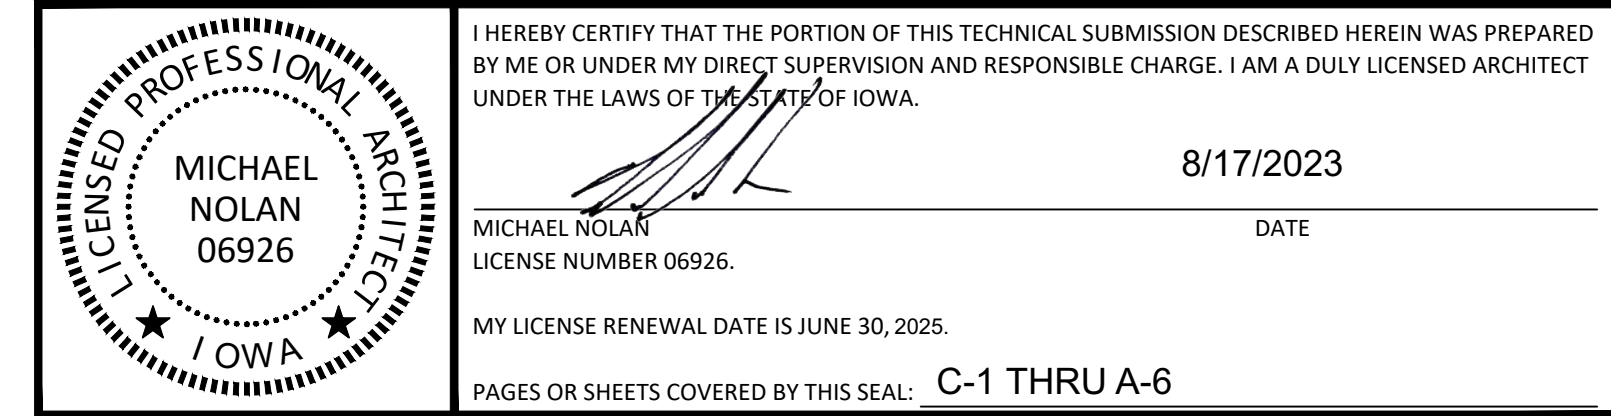 LICENSED PROFESSIONAL ARCHITECT
IOWA
MICHAEL
NOLAN
06926
I HEREBY CERTIFY THAT THE PORTION OF THIS TECHNICAL SUBMISSION DESCRIBED HEREIN WAS PREPARED
BY ME OR UNDER MY DIRECT SUPERVISION AND RESPONSIBLE CHARGE. I AM A DULY LICENSED ARCHITECT
UNDER THE LAWS OF THE STATE OF IOWA.
8/17/2023
MICHAEL NOLAN DATE
LICENSE NUMBER 06926.
MY LICENSE RENEWAL DATE IS JUNE 30, 2025.
PAGES OR SHEETS COVERED BY THIS SEAL: C-1 THRU A-6